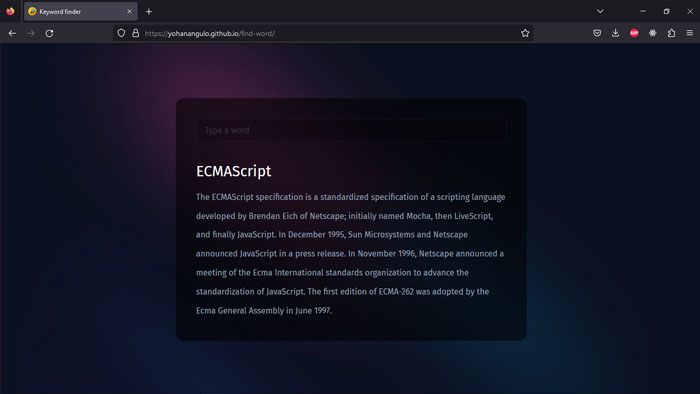 Keyword finder
https://yohanangulo.github.io/find-word/
ABP
Type a word
ECMAScript
The ECMAScript specification is a standardized specification of a scripting language
developed by Brendan Eich of Netscape; initially named Mocha, then LiveScript,
and finally JavaScript. In December 1995, Sun Microsystems and Netscape
announced JavaScript in a press release. In November 1996, Netscape announced a
meeting of the Ecma International standards organization to advance the
standardization of JavaScript. The first edition of ECMA-262 was adopted by the
Ecma General Assembly in June 1997.